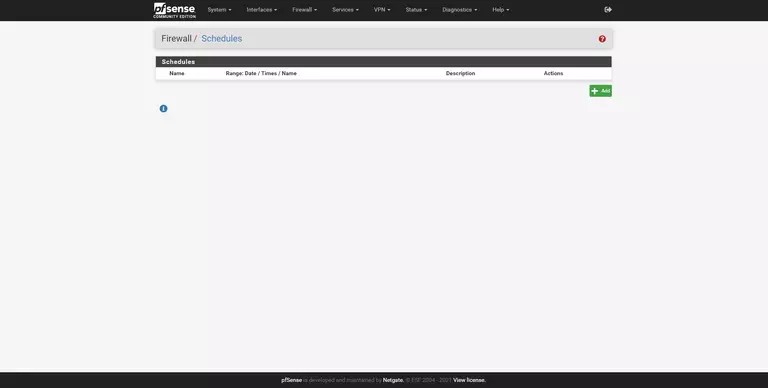 pfSense
COMMUNITY EDITION
System Interfaces Firewall Services VPN Status Diagnostics Help
Firewall / Schedules
Schedules
Name Range: Date / Times / Name Description Actions
Add
pfSense is developed and maintained by Netgate. © ESF 2004 - 2021 View license.